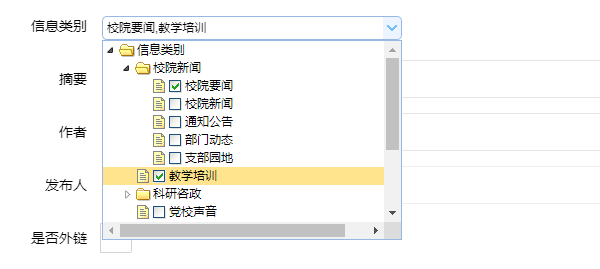 信息类别 校院要闻,教学培训
信息类别
校院新闻
摘要
校院要闻
校院新闻
通知公告
作者
部门动态
支部园地
教学培训
发布人
科研咨政
党校声音
是否外链